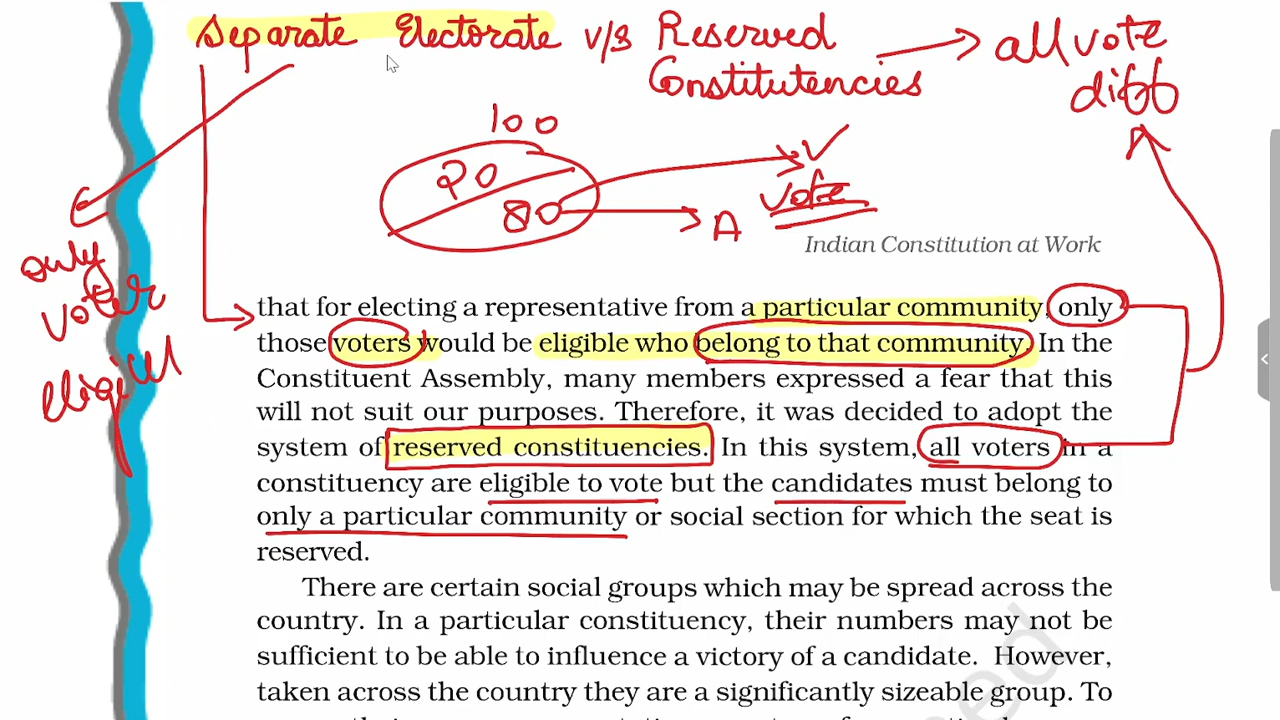 Separate Electorate v/s Reserved → all vote
Constitutencies diff
100
20
80 → A vote
only
voter
Indian Constitution at Work
that for electing a representative from a particular community, only
those voters would be eligible who belong to that community. In the
Constituent Assembly, many members expressed a fear that this
will not suit our purposes. Therefore, it was decided to adopt the
system of reserved constituencies. In this system, all voters in a
constituency are eligible to vote but the candidates must belong to
only a particular community or social section for which the seat is
reserved.
There are certain social groups which may be spread across the
country. In a particular constituency, their numbers may not be
sufficient to be able to influence a victory of a candidate. However,
taken across the country they are a significantly sizeable group. To